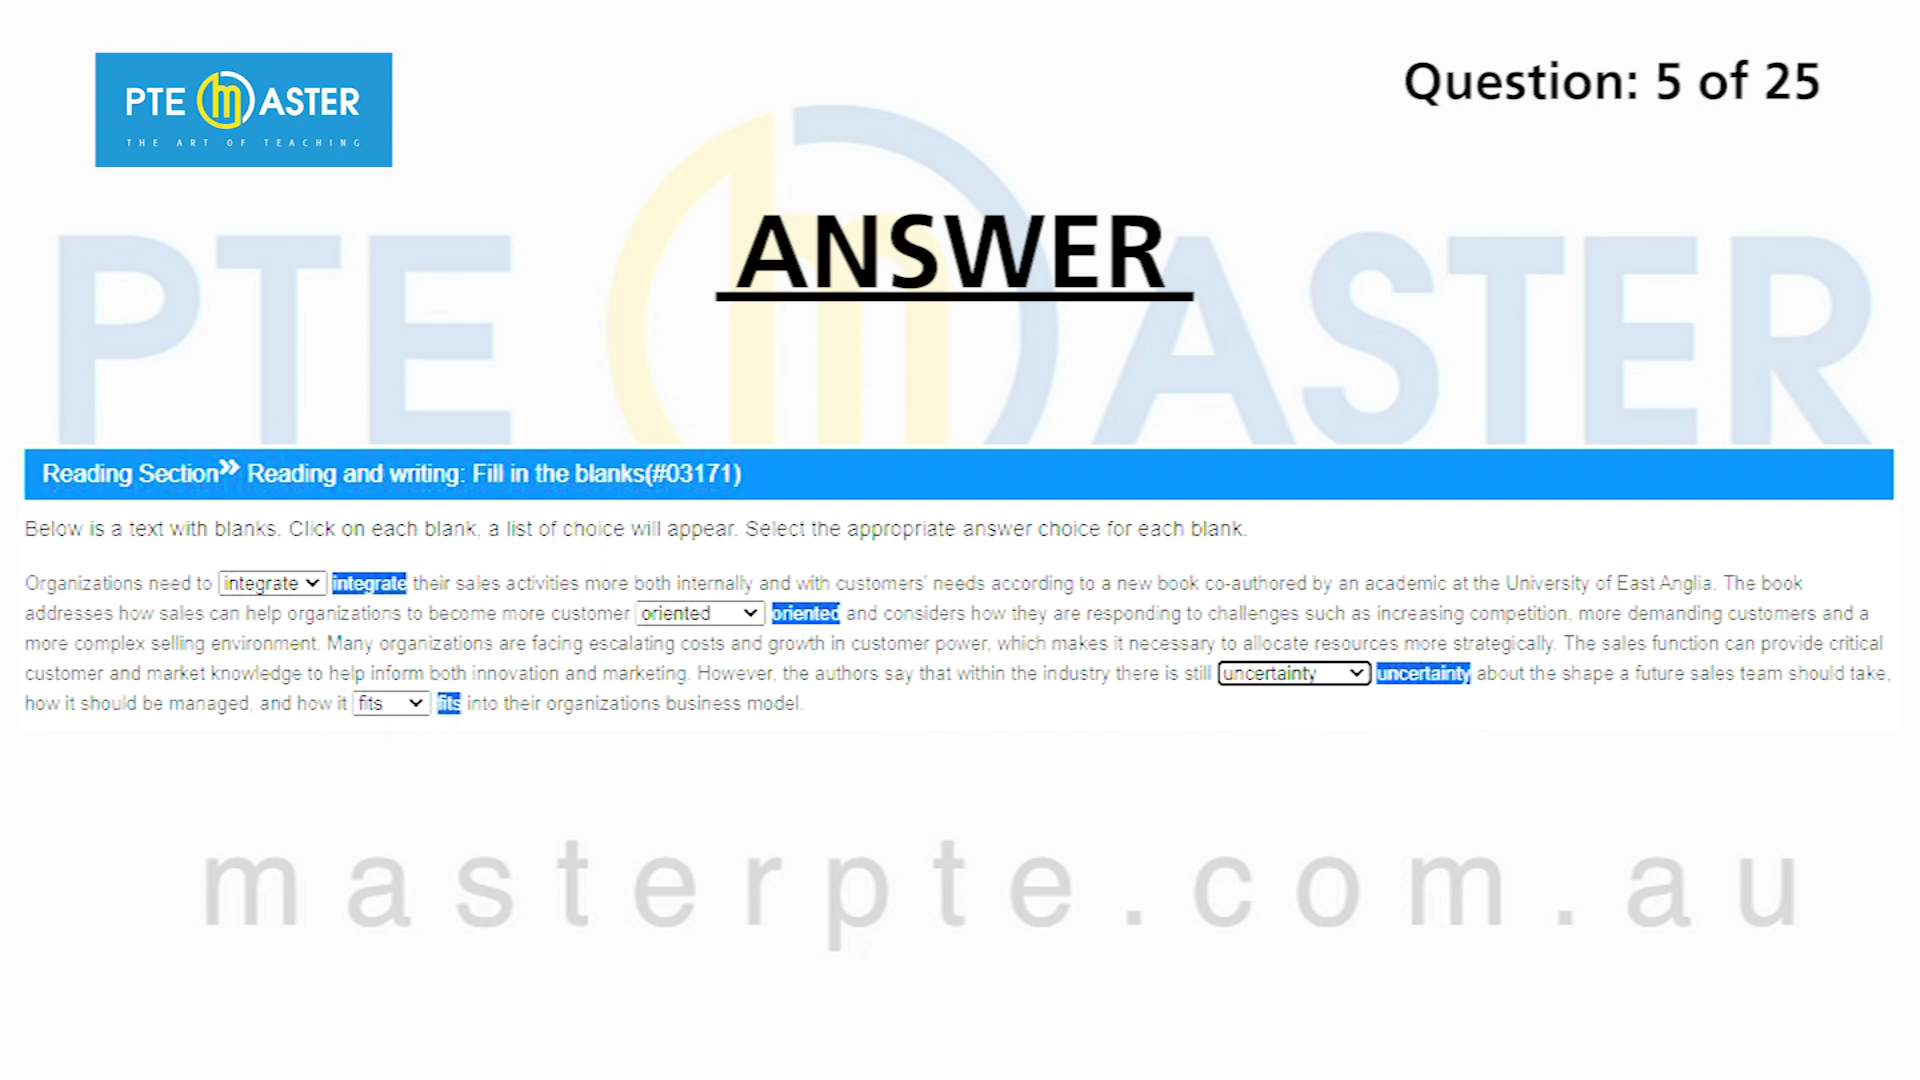 PTE MASTER
THE ART OF TEACHING
Question: 5 of 25
PTE MASTER
ANSWER
Reading Section» Reading and writing: Fill in the blanks(#03171)
Below is a text with blanks. Click on each blank, a list of choice will appear. Select the appropriate answer choice for each blank.
Organizations need to integrate integrate their sales activities more both internally and with customers' needs according to a new book co-authored by an academic at the University of East Anglia. The book
addresses how sales can help organizations to become more customer oriented oriented and considers how they are responding to challenges such as increasing competition, more demanding customers and a
more complex selling environment. Many organizations are facing escalating costs and growth in customer power, which makes it necessary to allocate resources more strategically. The sales function can provide critical
customer and market knowledge to help inform both innovation and marketing. However, the authors say that within the industry there is still uncertainty uncertainty about the shape a future sales team should take,
how it should be managed, and how it fits fits into their organizations business model.
masterpte.com.au